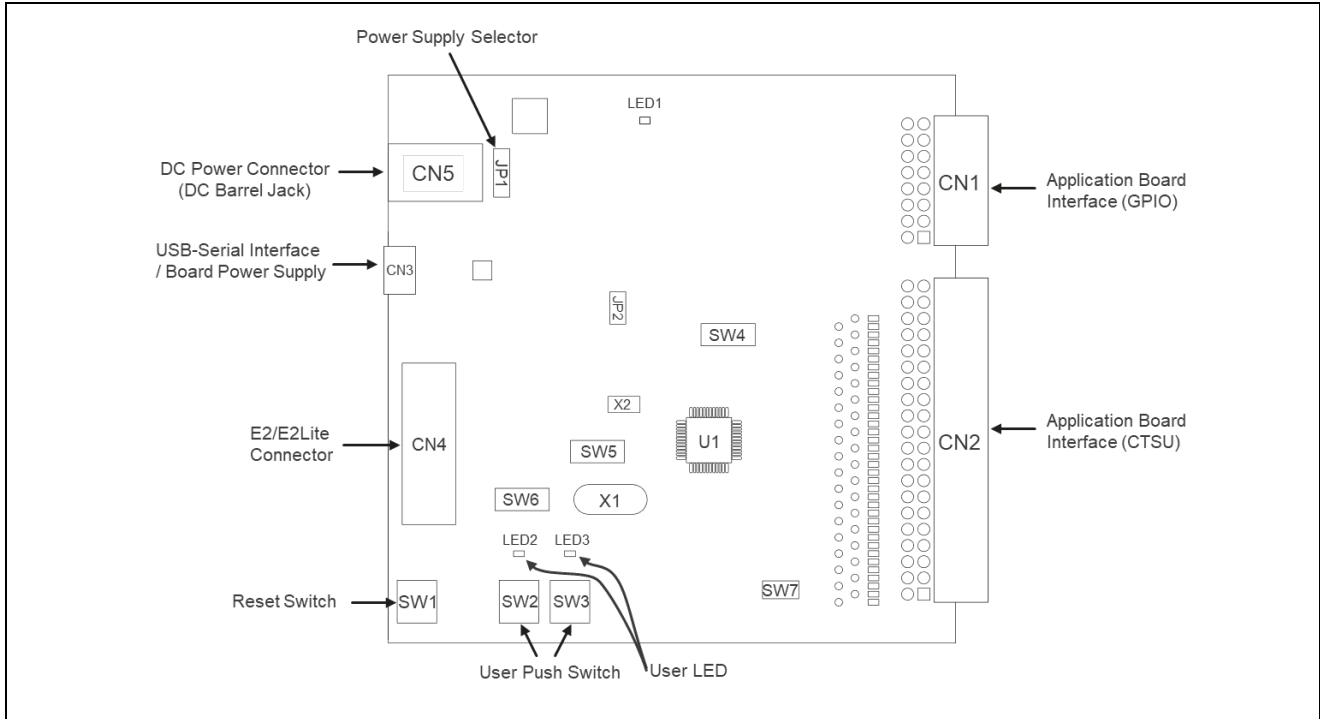 Power Supply Selector
LED1
DC Power Connector
(DC Barrel Jack)
CN5
JP1
CN1
Application Board
Interface (GPIO)
USB-Serial Interface
/ Board Power Supply
CN3
JP2
SW4
X2
E2/E2Lite
Connector
CN4
SW5
U1
CN2
Application Board
Interface (CTSU)
SW6
X1
LED2
LED3
Reset Switch
SW1
SW2
SW3
SW7
User Push Switch
User LED